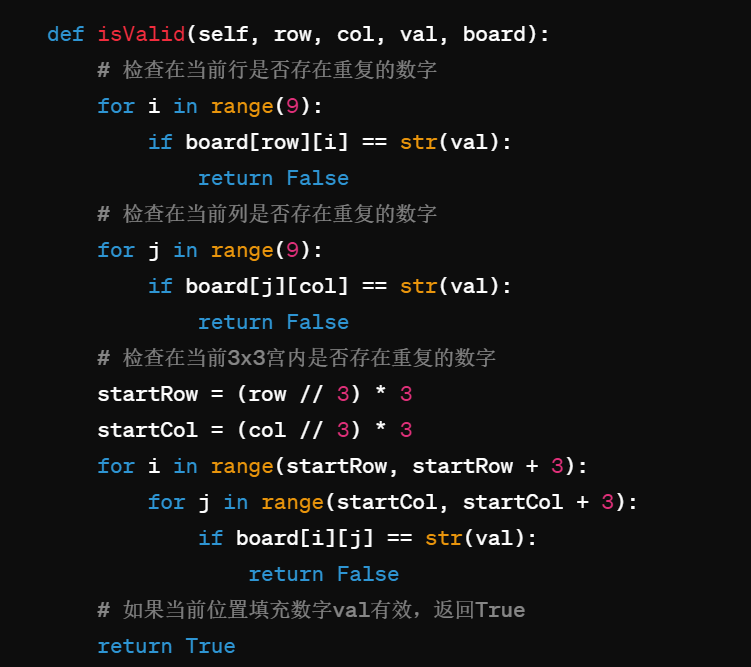 def isValid(self, row, col, val, board):
    # 检查在当前行是否存在重复的数字
    for i in range(9):
        if board[row][i] == str(val):
            return False
    # 检查在当前列是否存在重复的数字
    for j in range(9):
        if board[j][col] == str(val):
            return False
    # 检查在当前3x3宫内是否存在重复的数字
    startRow = (row // 3) * 3
    startCol = (col // 3) * 3
    for i in range(startRow, startRow + 3):
        for j in range(startCol, startCol + 3):
            if board[i][j] == str(val):
                return False
    # 如果当前位置填充数字val有效，返回True
    return True